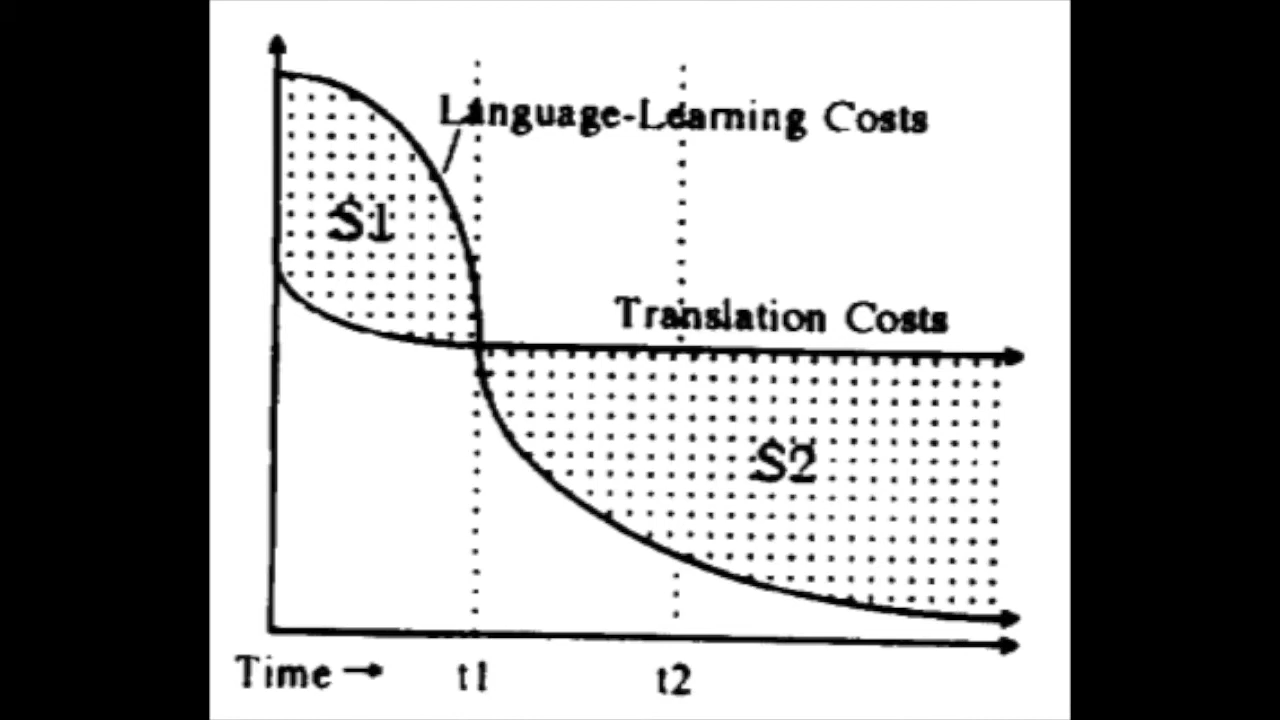 Language-Learning Costs
S1
Translation Costs
S2
Time → t1 t2